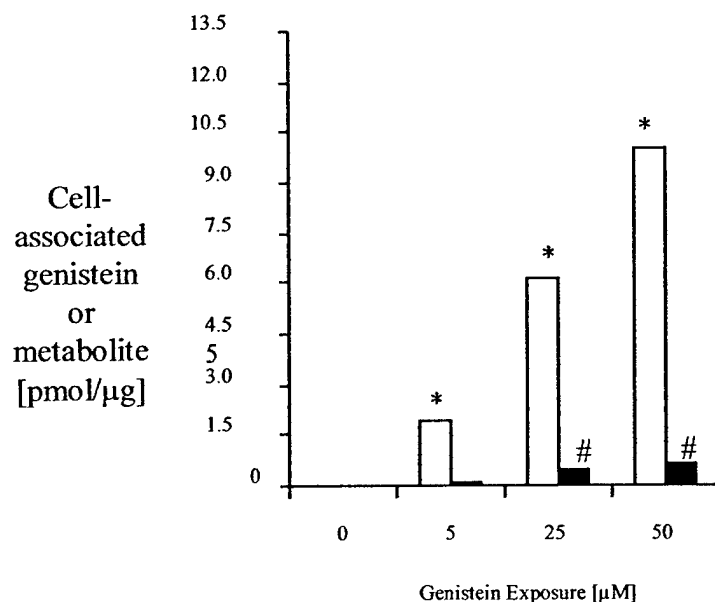 13.5
12.0
10.5
9.0
7.5
6.0
4.5
5
3.0
1.5
0
Cell-
associated
genistein
or
metabolite
[pmol/µg]
*
*
*
#
#
0 5 25 50
Genistein Exposure [µM]